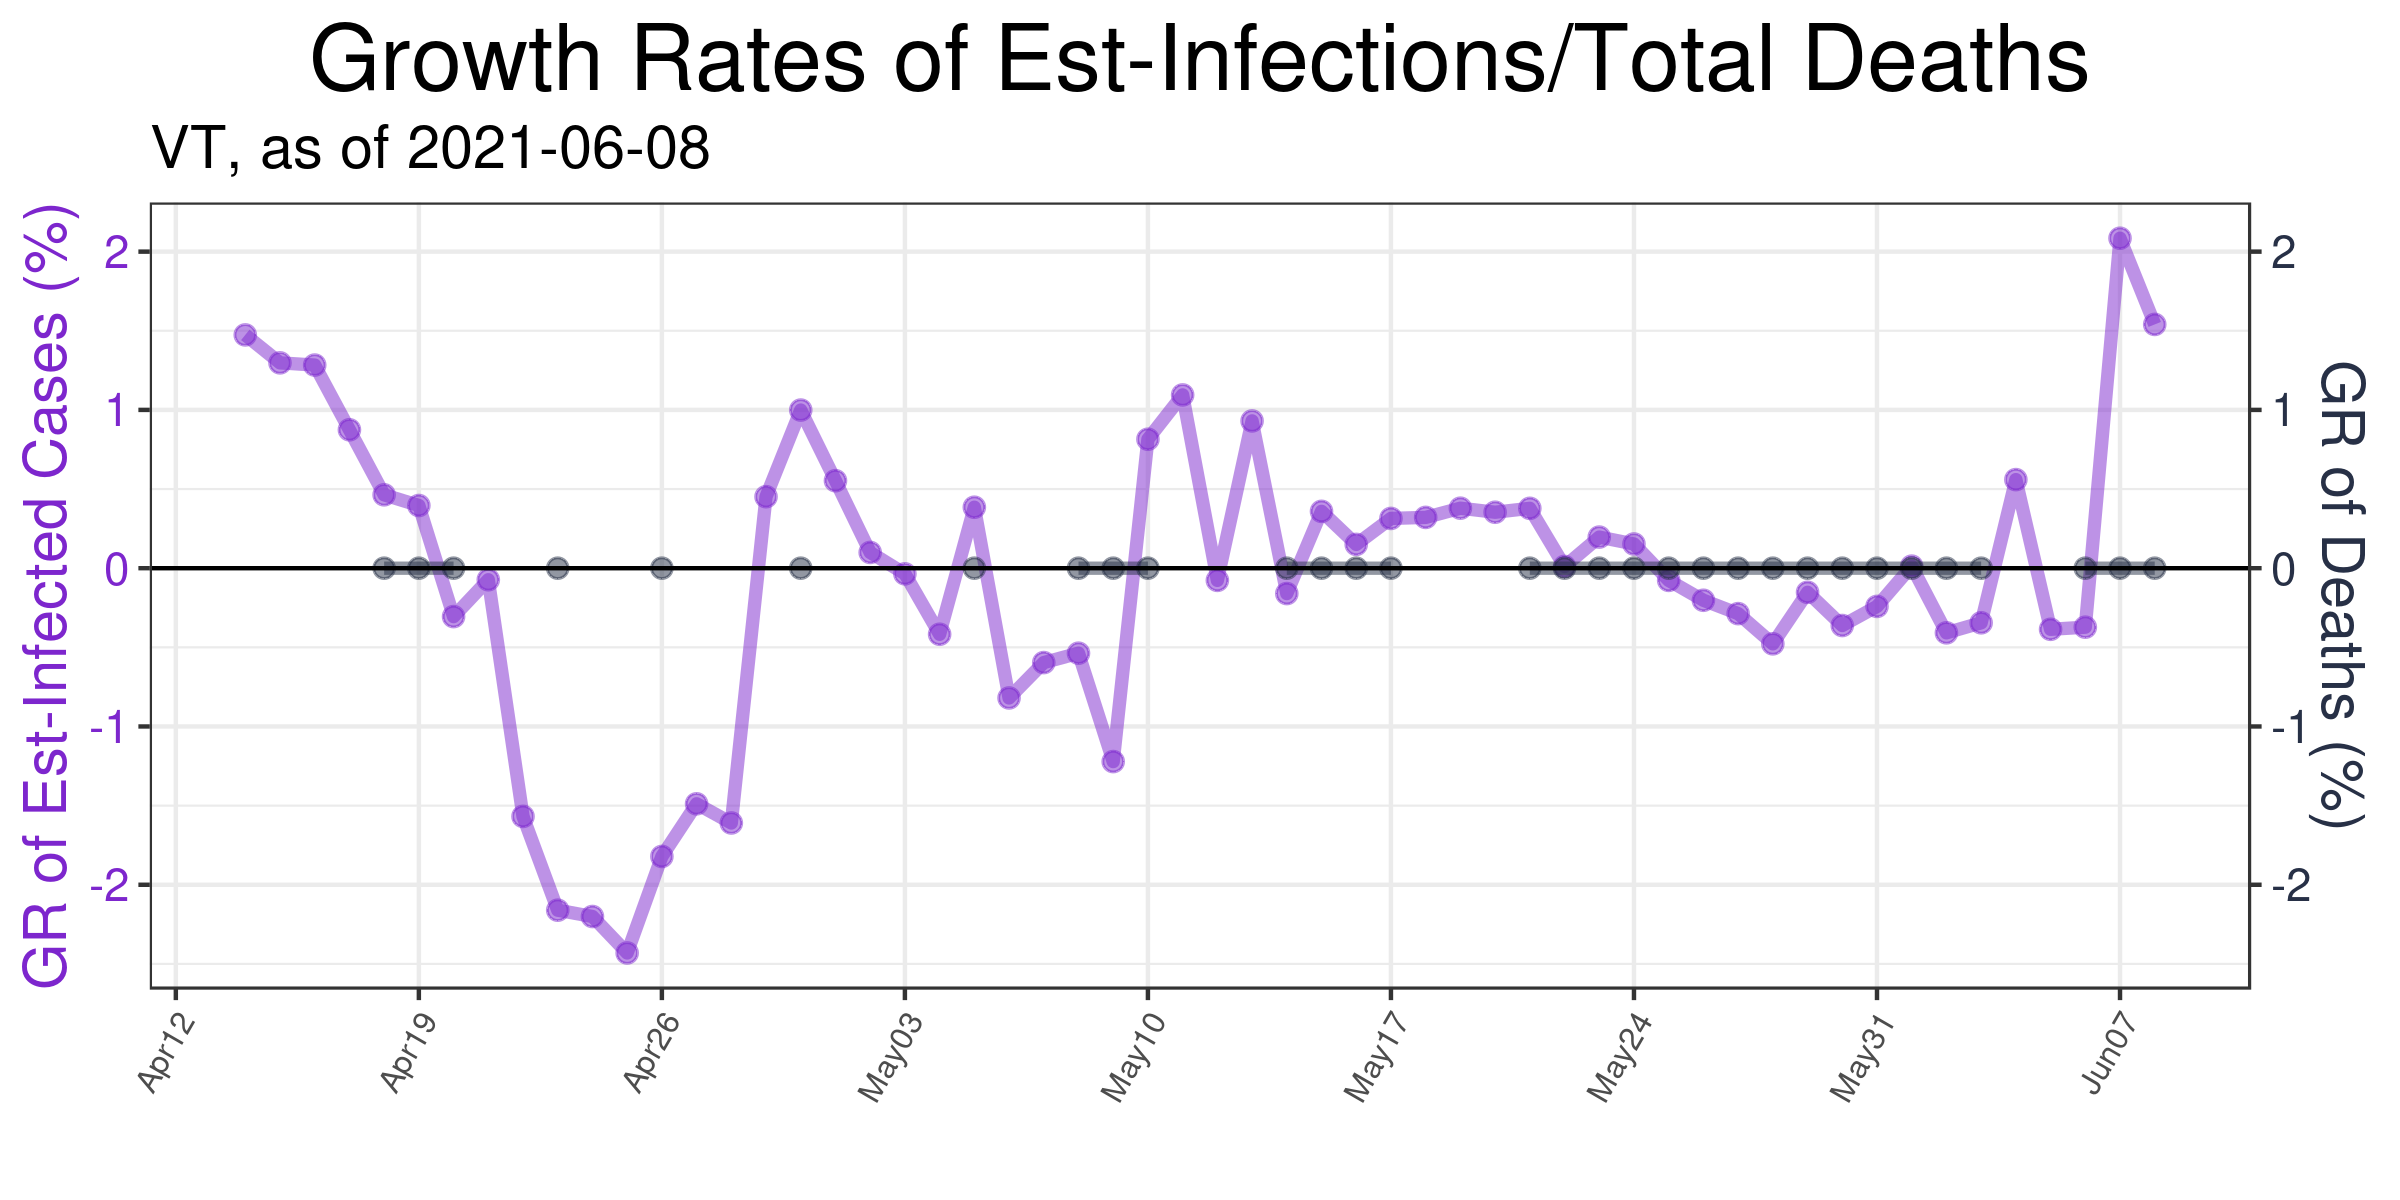 Growth Rates of Est-Infections/Total Deaths
VT, as of 2021-06-08
GR of Est-Infected Cases (%)
2
1
0
-1
-2
2
1
0
-1
-2
GR of Deaths (%)
Apr12
Apr19
Apr26
May03
May10
May17
May24
May31
Jun07